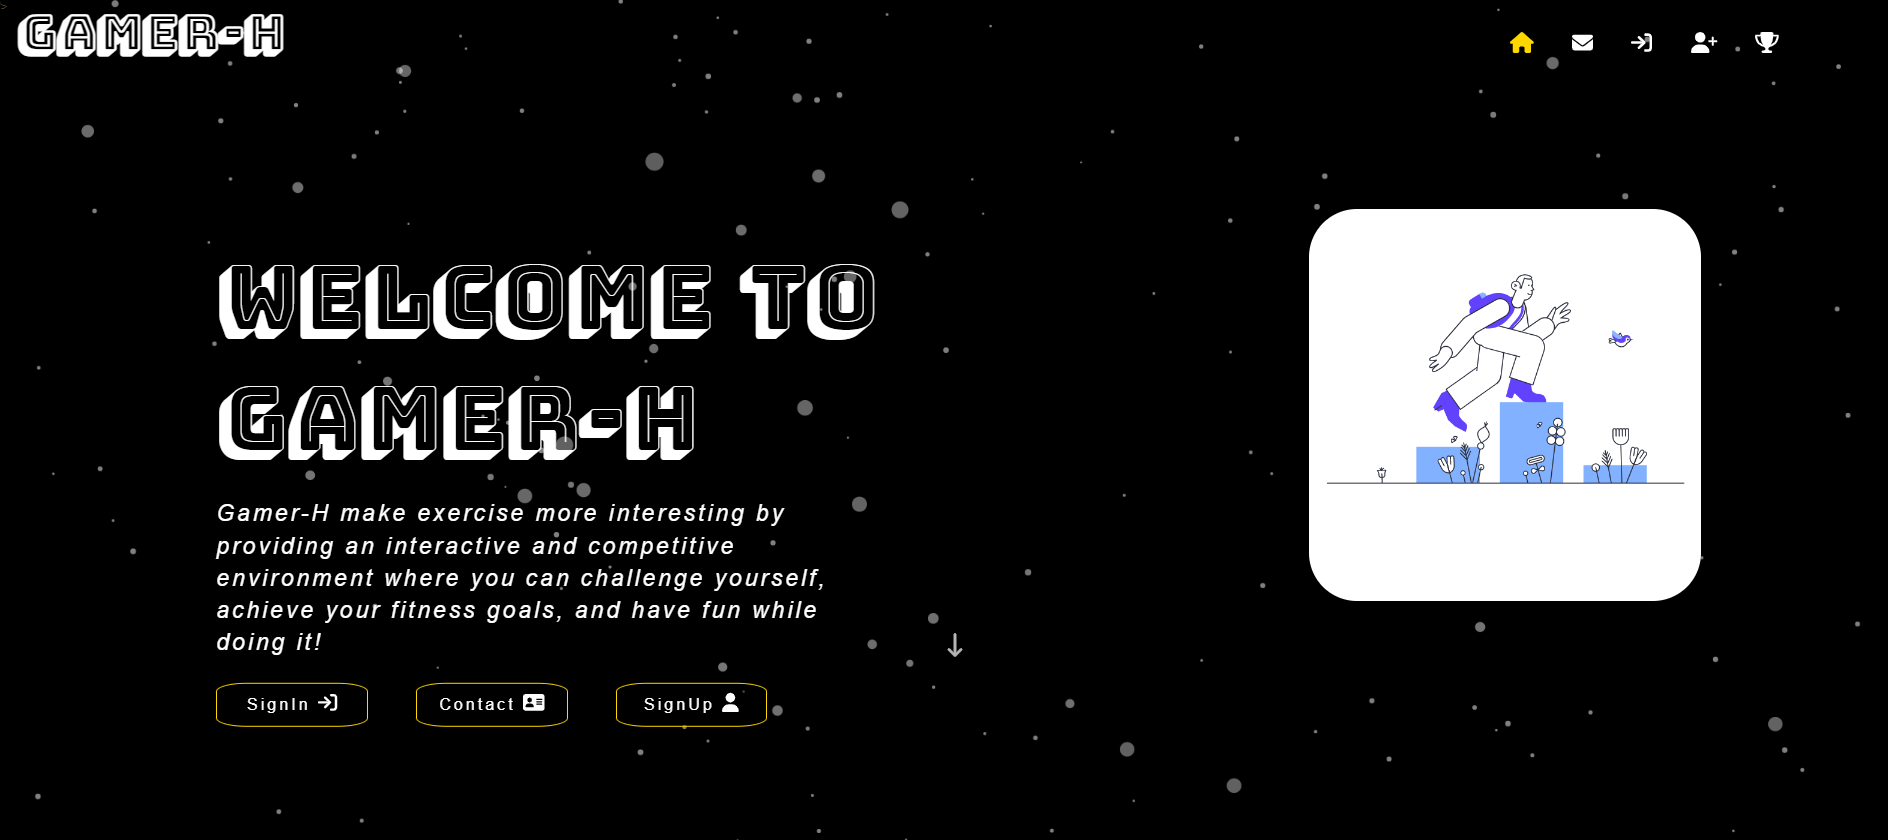 GAMER-H
WELCOME TO
GAMER-H
Gamer-H make exercise more interesting by
providing an interactive and competitive
environment where you can challenge yourself,
achieve your fitness goals, and have fun while
doing it!
SignIn
Contact
SignUp